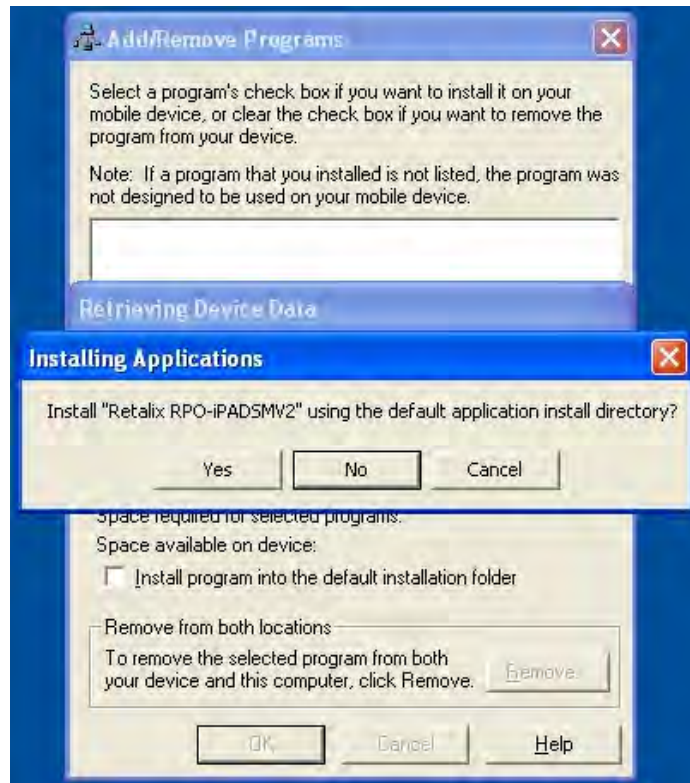 Add/Remove Programs
Select a program's check box if you want to install it on your
mobile device, or clear the check box if you want to remove the
program from your device.
Note: If a program that you installed is not listed, the program was
not designed to be used on your mobile device.
Retrieving Device Data
Installing Applications
Install "Retalix RPO-iPADSMV2" using the default application install directory?
Yes
No
Cancel
Space required for selected programs:
Space available on device:
Install program into the default installation folder
Remove from both locations
To remove the selected program from both
your device and this computer, click Remove.
Remove
OK
Cancel
Help